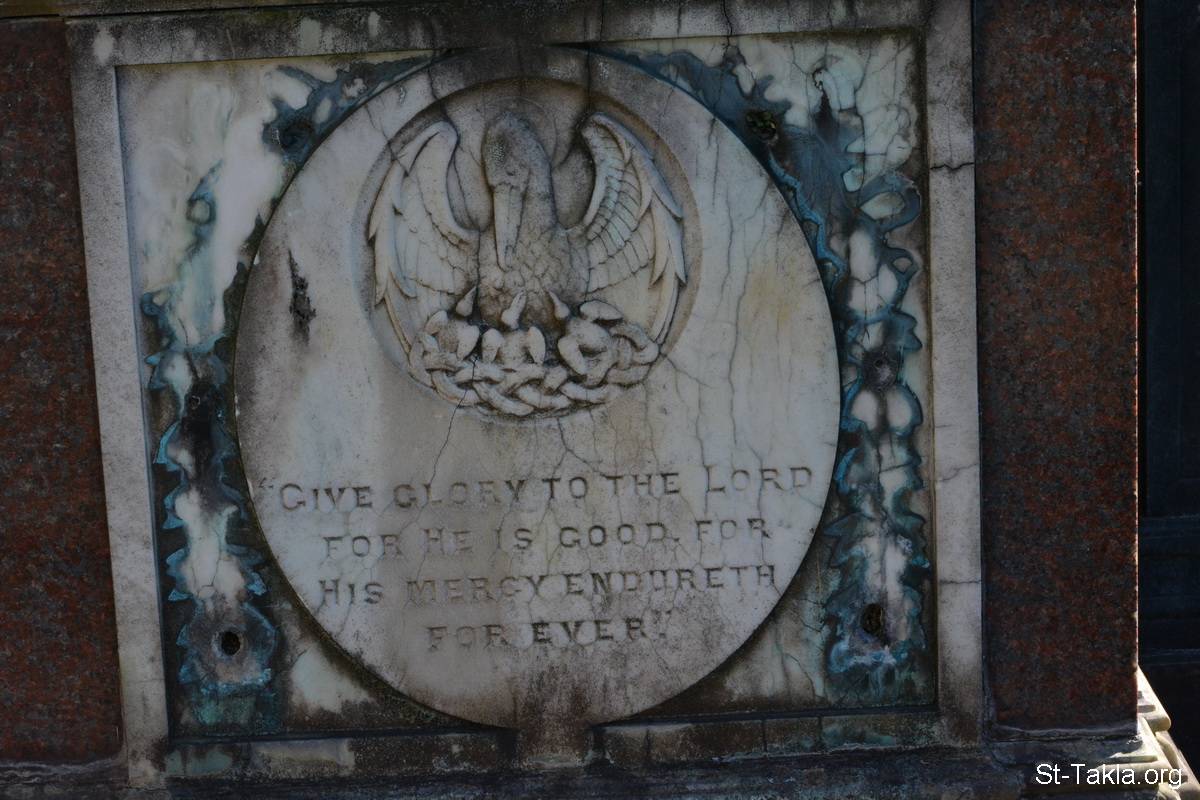 "GIVE GLORY TO THE LORD
FOR HE IS GOOD, FOR
HIS MERCY ENDURETH
FOR EVER."
St-Takla.org